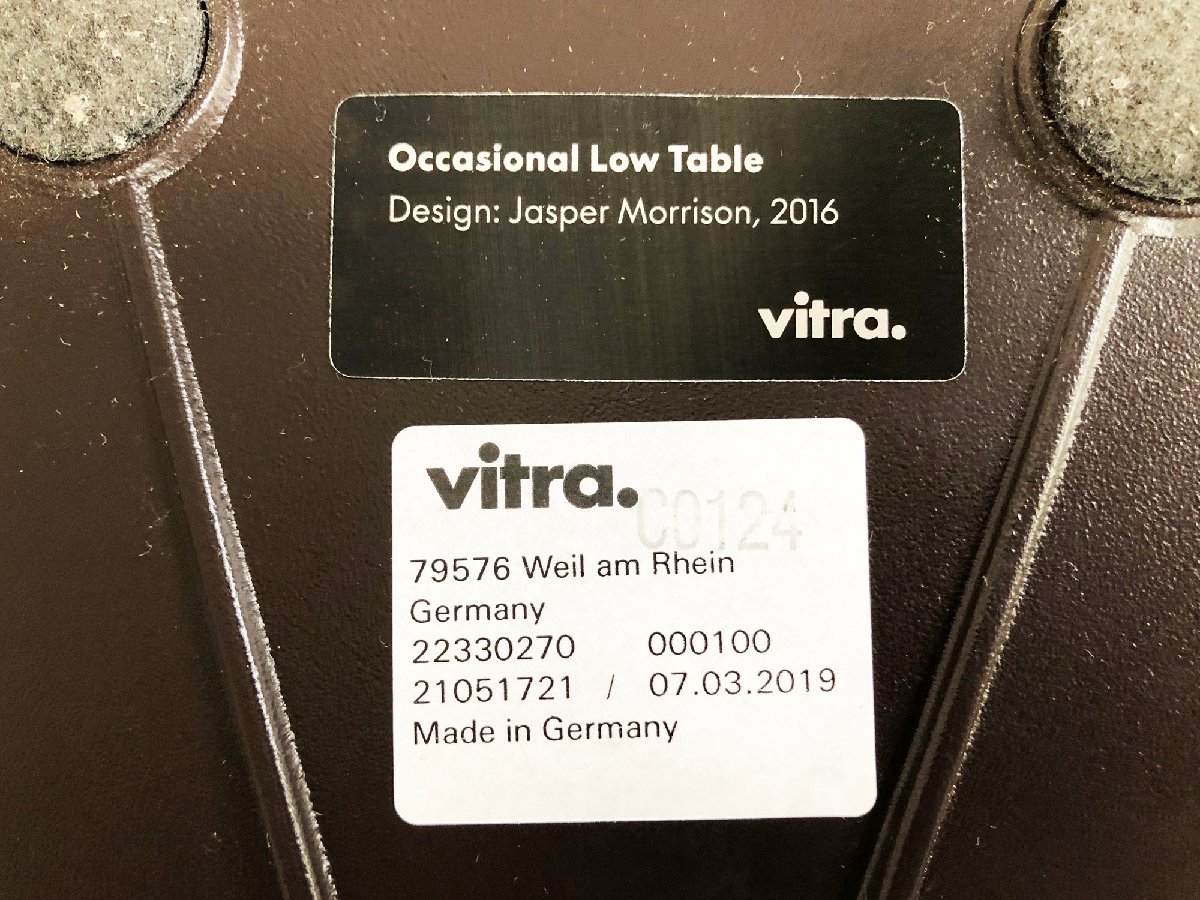 Occasional Low Table
Design: Jasper Morrison, 2016
vitra.
vitra.
C0124
79576 Weil am Rhein
Germany
22330270 000100
21051721 / 07.03.2019
Made in Germany